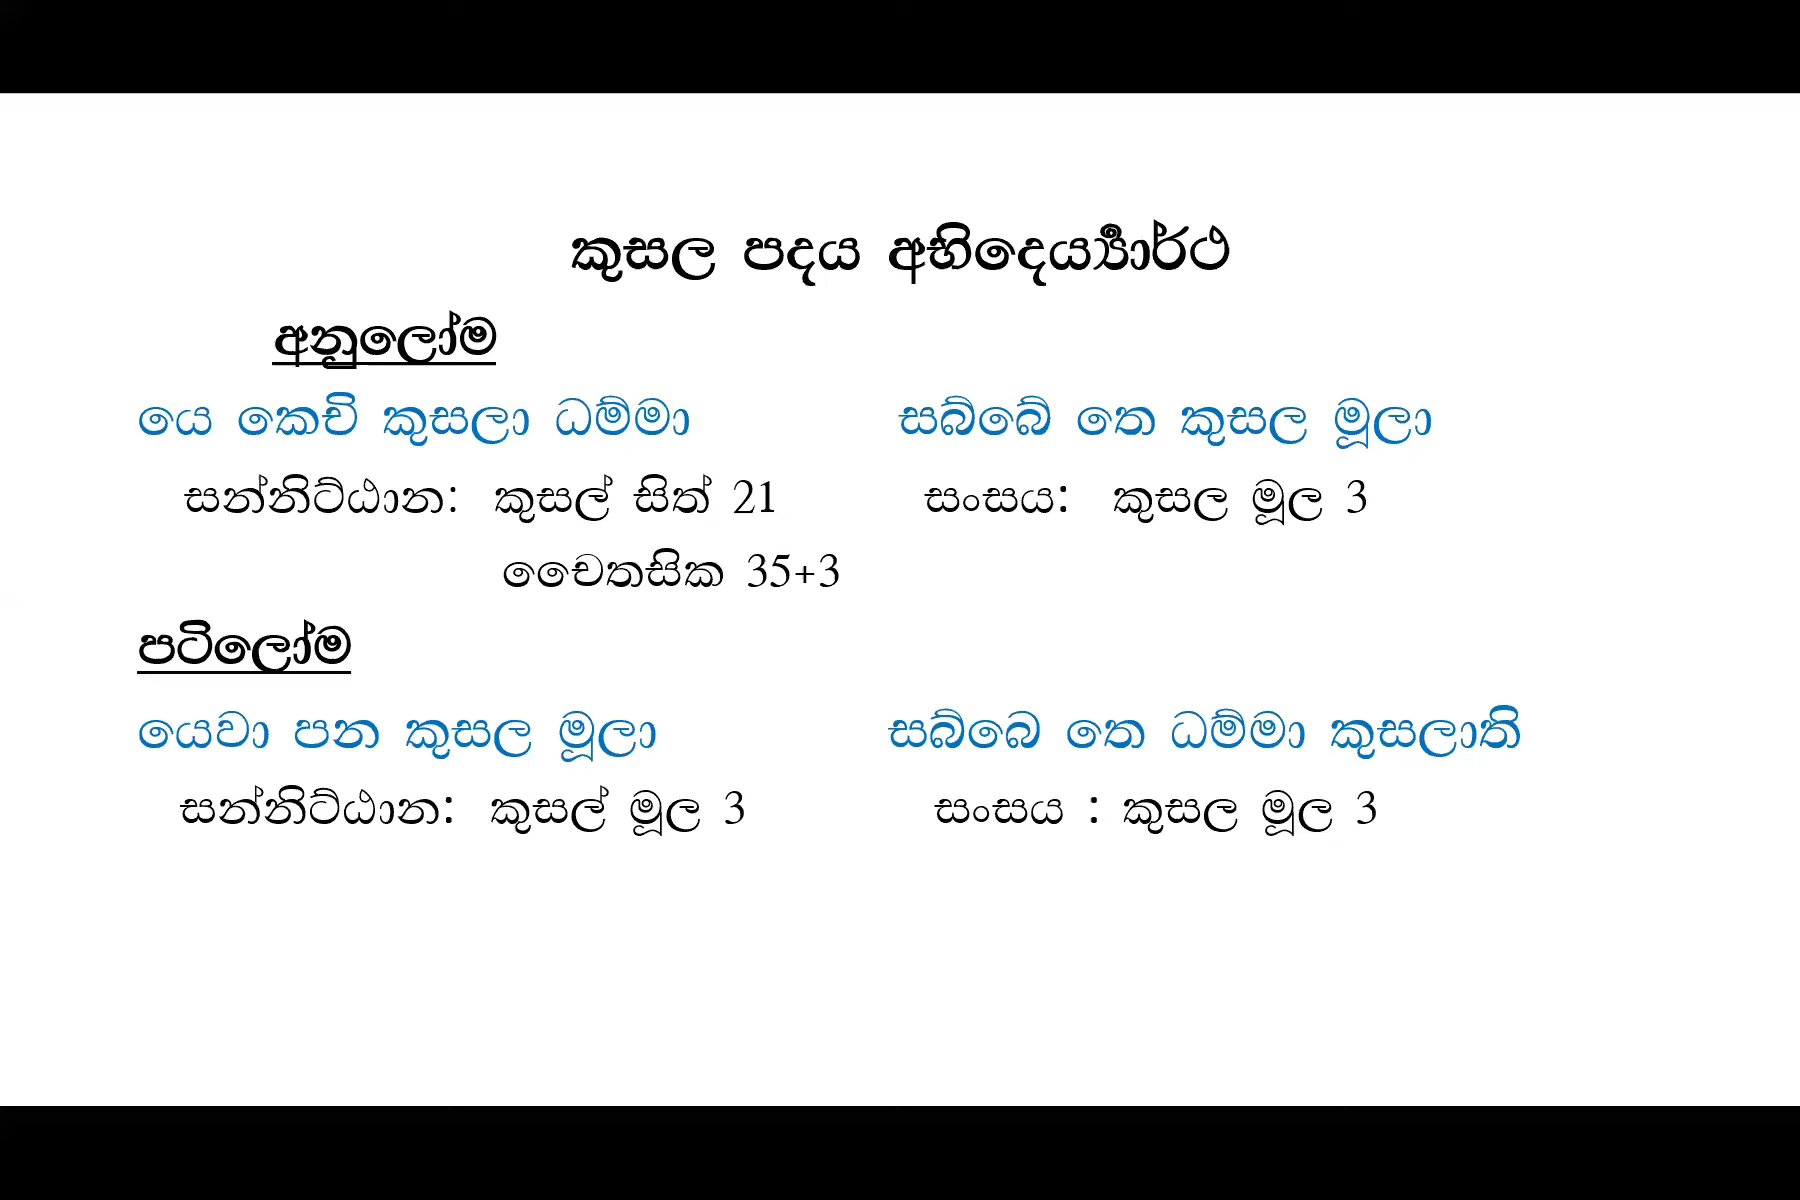 කුසල පදය අභිදෙය්‍යාර්ථ
අනුලෝම
යෙ කෙචි කුසලා ධම්මා සබ්බේ තෙ කුසල මූලා
සන්නිට්ඨාන: කුසල් සිත් 21 සංසය: කුසල මූල 3
චෛතසික 35+3
පටිලෝම
යෙවා පන කුසල මූලා සබ්බෙ තෙ ධම්මා කුසලාති
සන්නිට්ඨාන: කුසල් මූල 3 සංසය : කුසල මූල 3